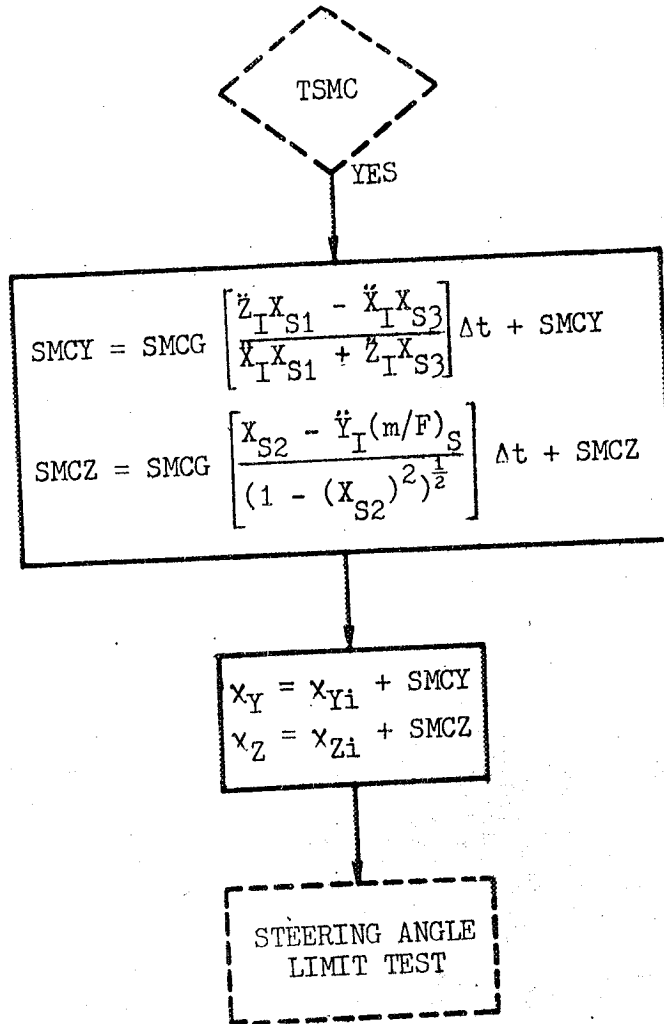 TSMC
YES
SMCY = SMCG [(Z̈_I X_S1 - Ẍ_I X_S3) / (Ẍ_I X_S1 + Z̈_I X_S3)] Δt + SMCY
SMCZ = SMCG [(X_S2 - Ÿ_I (m/F)_S) / (1 - (X_S2)^2)^(1/2)] Δt + SMCZ
χ_Y = χ_Yi + SMCY
χ_Z = χ_Zi + SMCZ
STEERING ANGLE
LIMIT TEST